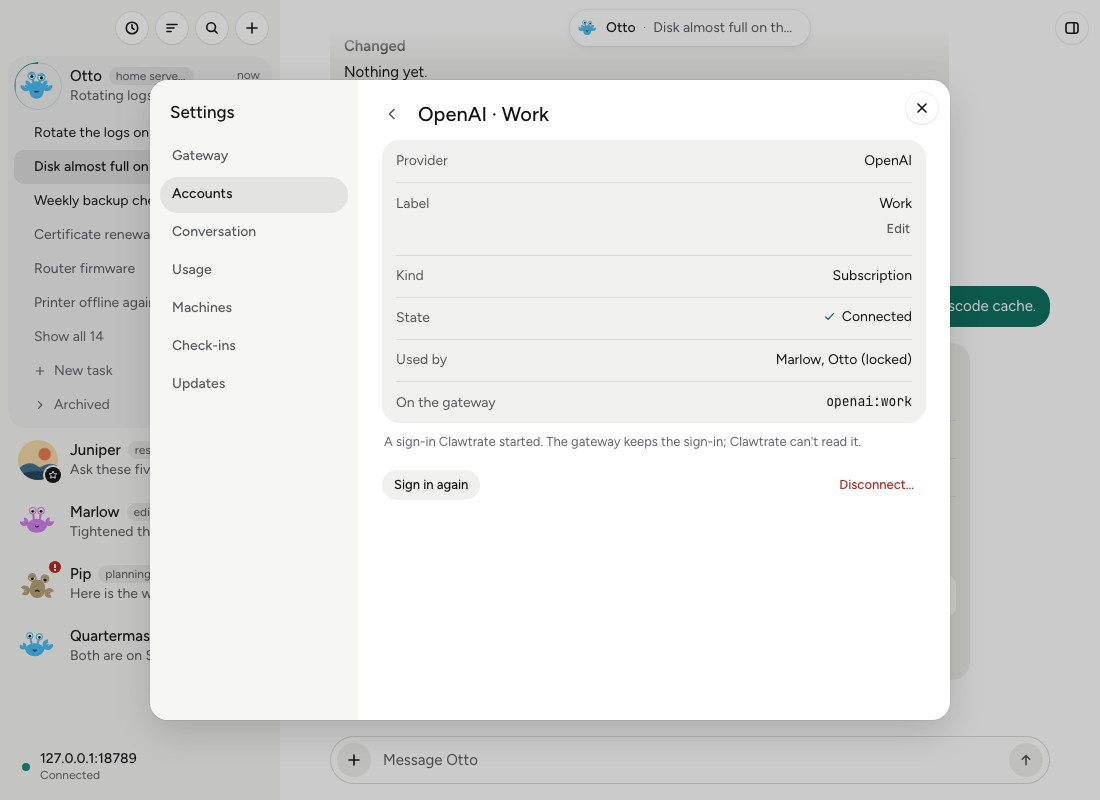 Otto · Disk almost full on th…
Changed
Nothing yet.
Otto home serve… now
Rotating logs
Rotate the logs on
Disk almost full on
Weekly backup che
Certificate renewa
Router firmware
Printer offline agai
Show all 14
New task
Archived
Juniper res
Ask these fiv
Marlow edi
Tightened th
Pip planning
Here is the w
Quartermas
Both are on S
127.0.0.1:18789
Connected
Settings
Gateway
Accounts
Conversation
Usage
Machines
Check-ins
Updates
OpenAI · Work
Provider OpenAI
Label Work
Edit
Kind Subscription
State Connected
Used by Marlow, Otto (locked)
On the gateway openai:work
A sign-in Clawtrate started. The gateway keeps the sign-in; Clawtrate can't read it.
Sign in again Disconnect…
scode cache.
Message Otto